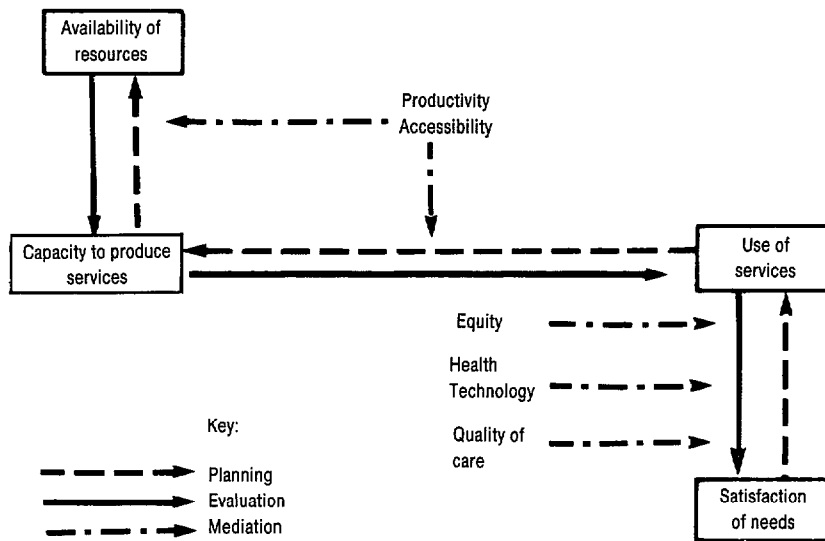 Availability of
resources
Productivity
Accessibility
Capacity to produce
services
Use of
services
Equity
Health
Technology
Quality of
care
Key:
Planning
Evaluation
Mediation
Satisfaction
of needs